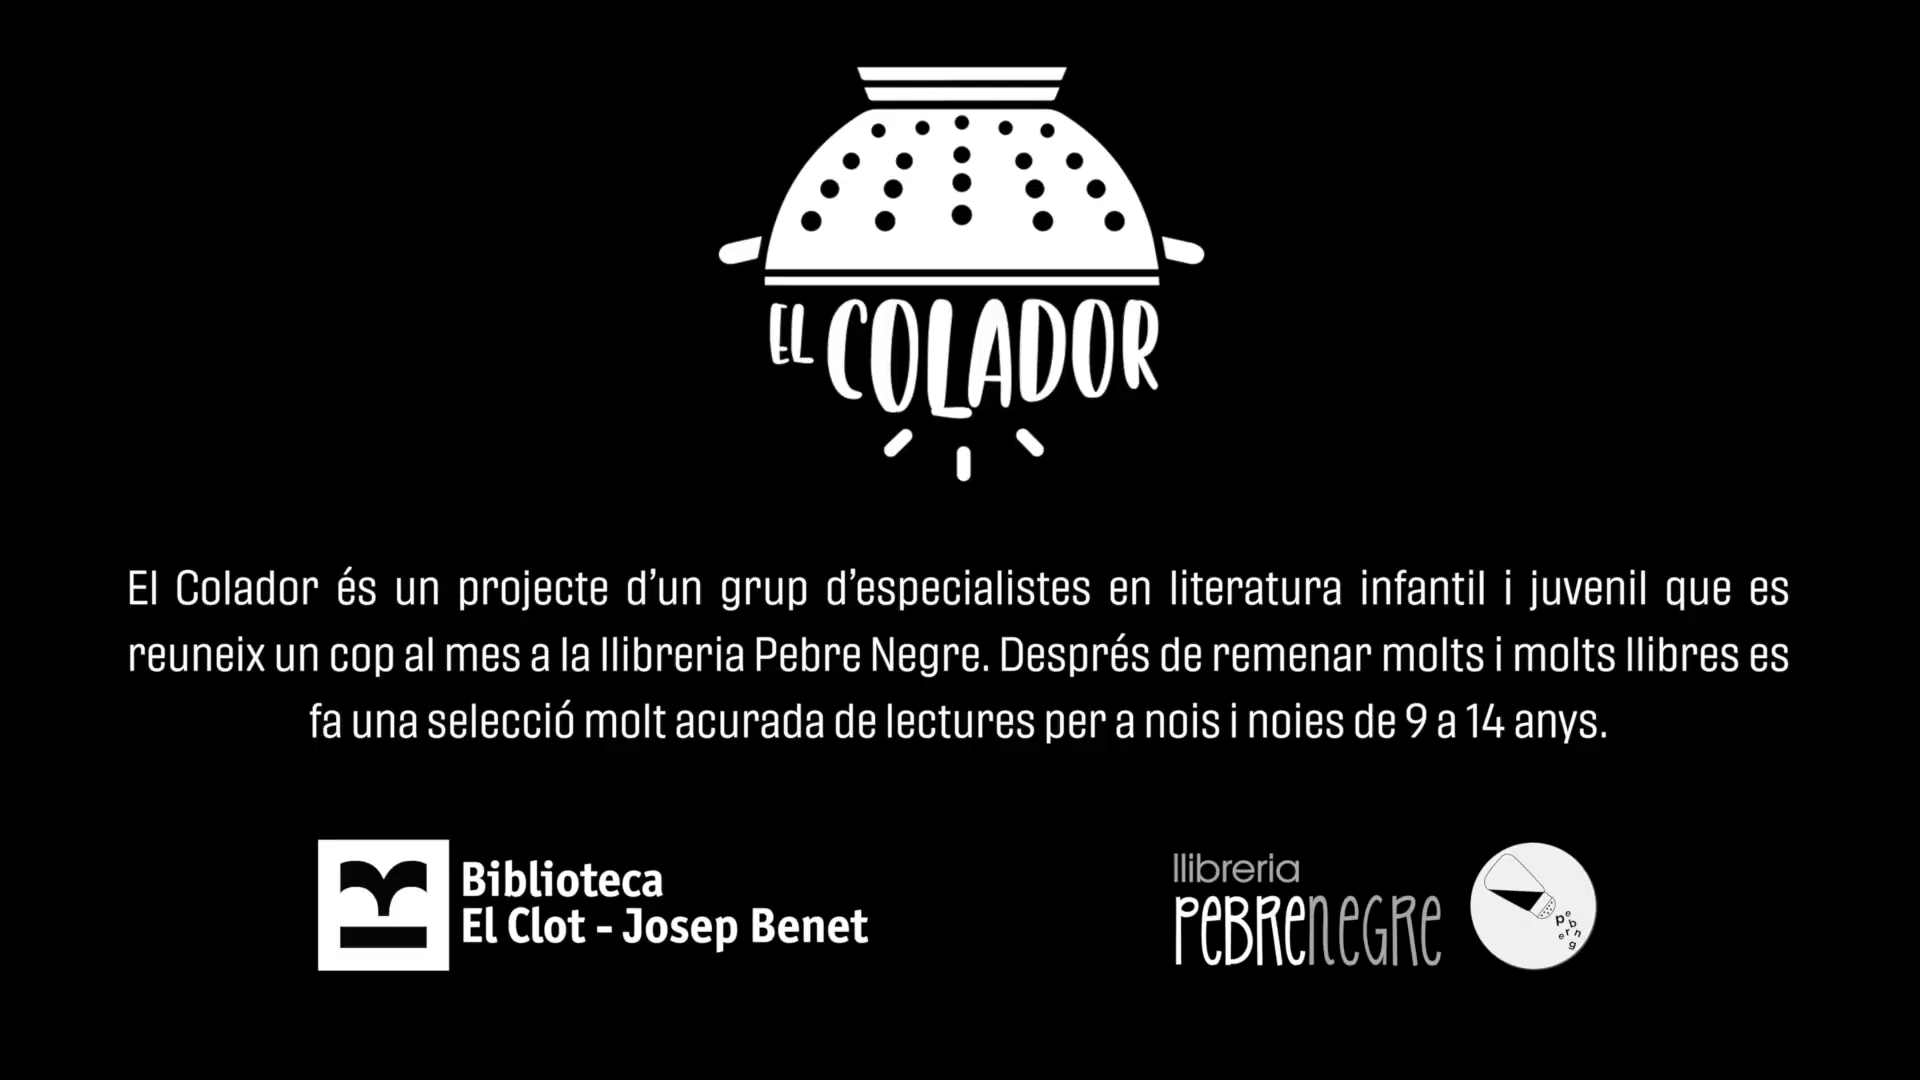 EL COLADOR
El Colador és un projecte d’un grup d’especialistes en literatura infantil i juvenil que es
reuneix un cop al mes a la llibreria Pebre Negre. Després de remenar molts i molts llibres es
fa una selecció molt acurada de lectures per a nois i noies de 9 a 14 anys.
Biblioteca
El Clot - Josep Benet
llibreria
PEBRENEGRE